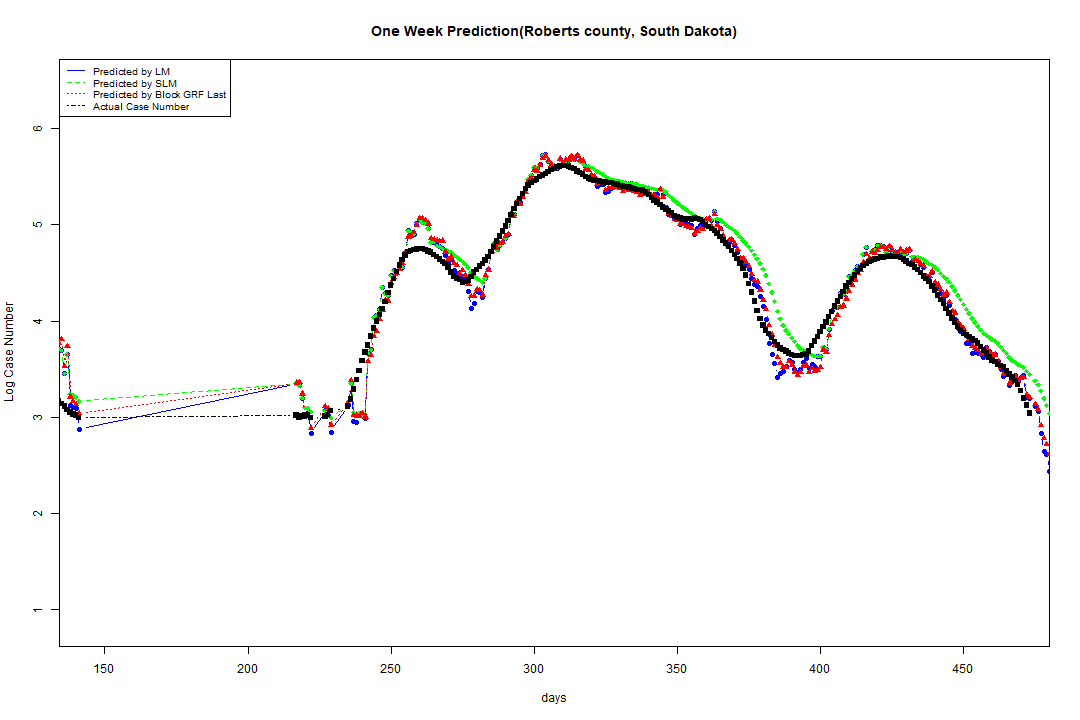 One Week Prediction(Roberts county, South Dakota)
Predicted by LM
Predicted by SLM
Predicted by Block GRF Last
Actual Case Number
Log Case Number
6
5
4
3
2
1
150 200 250 300 350 400 450
days